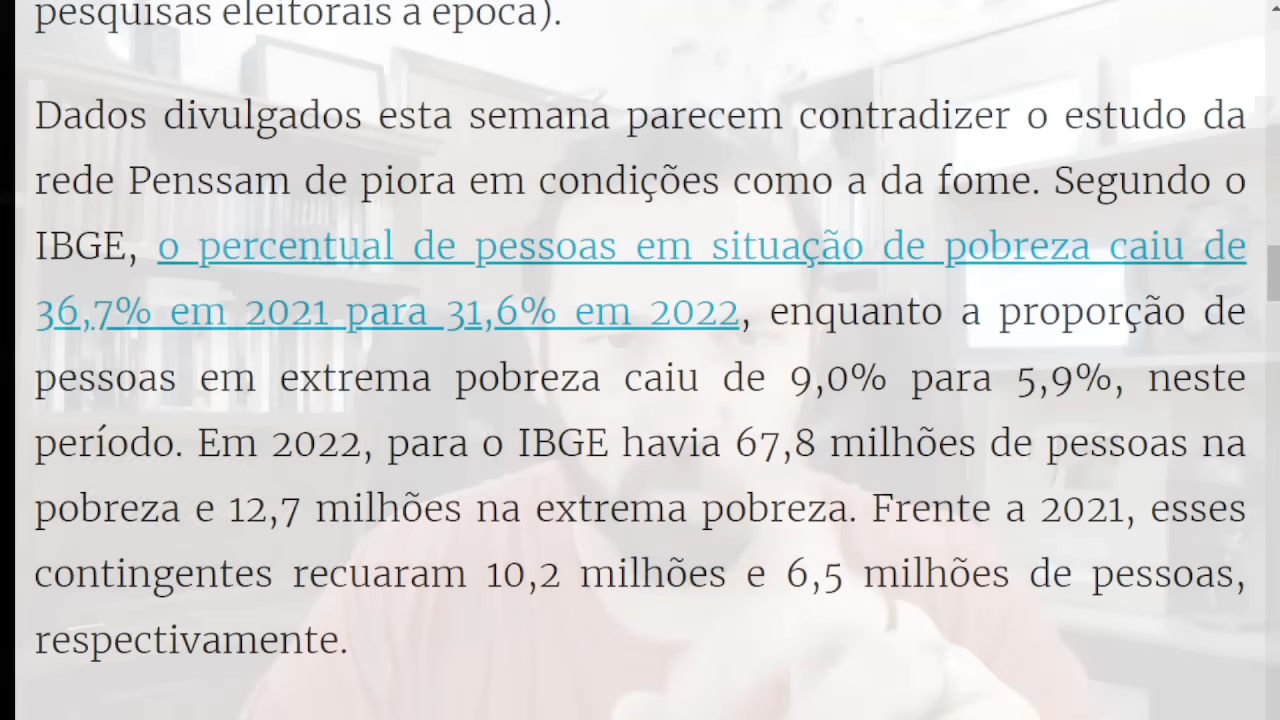 pesquisas eleitorais à época).
Dados divulgados esta semana parecem contradizer o estudo da
rede Penssam de piora em condições como a da fome. Segundo o
IBGE, o percentual de pessoas em situação de pobreza caiu de
36,7% em 2021 para 31,6% em 2022, enquanto a proporção de
pessoas em extrema pobreza caiu de 9,0% para 5,9%, neste
período. Em 2022, para o IBGE havia 67,8 milhões de pessoas na
pobreza e 12,7 milhões na extrema pobreza. Frente a 2021, esses
contingentes recuaram 10,2 milhões e 6,5 milhões de pessoas,
respectivamente.